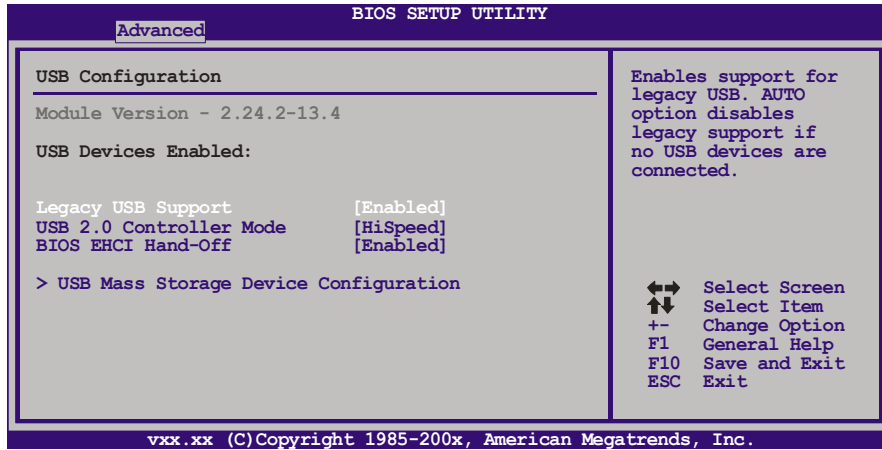 BIOS SETUP UTILITY
Advanced
USB Configuration
Module Version - 2.24.2-13.4
USB Devices Enabled:
Legacy USB Support [Enabled]
USB 2.0 Controller Mode [HiSpeed]
BIOS EHCI Hand-Off [Enabled]
> USB Mass Storage Device Configuration
Enables support for
legacy USB. AUTO
option disables
legacy support if
no USB devices are
connected.
Select Screen
Select Item
+- Change Option
F1 General Help
F10 Save and Exit
ESC Exit
vxx.xx (C)Copyright 1985-200x, American Megatrends, Inc.